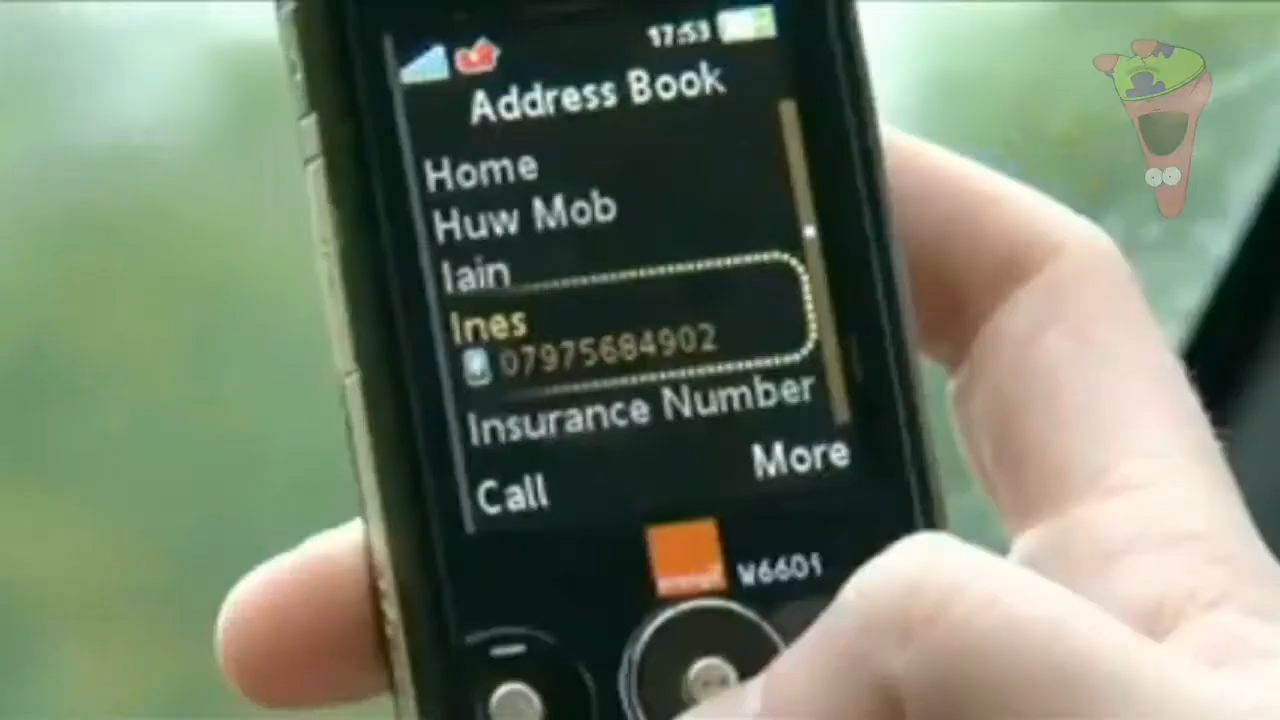 17:53
Address Book
Home
Huw Mob
Iain
Ines
07975684902
Insurance Number
More
Call
W660i